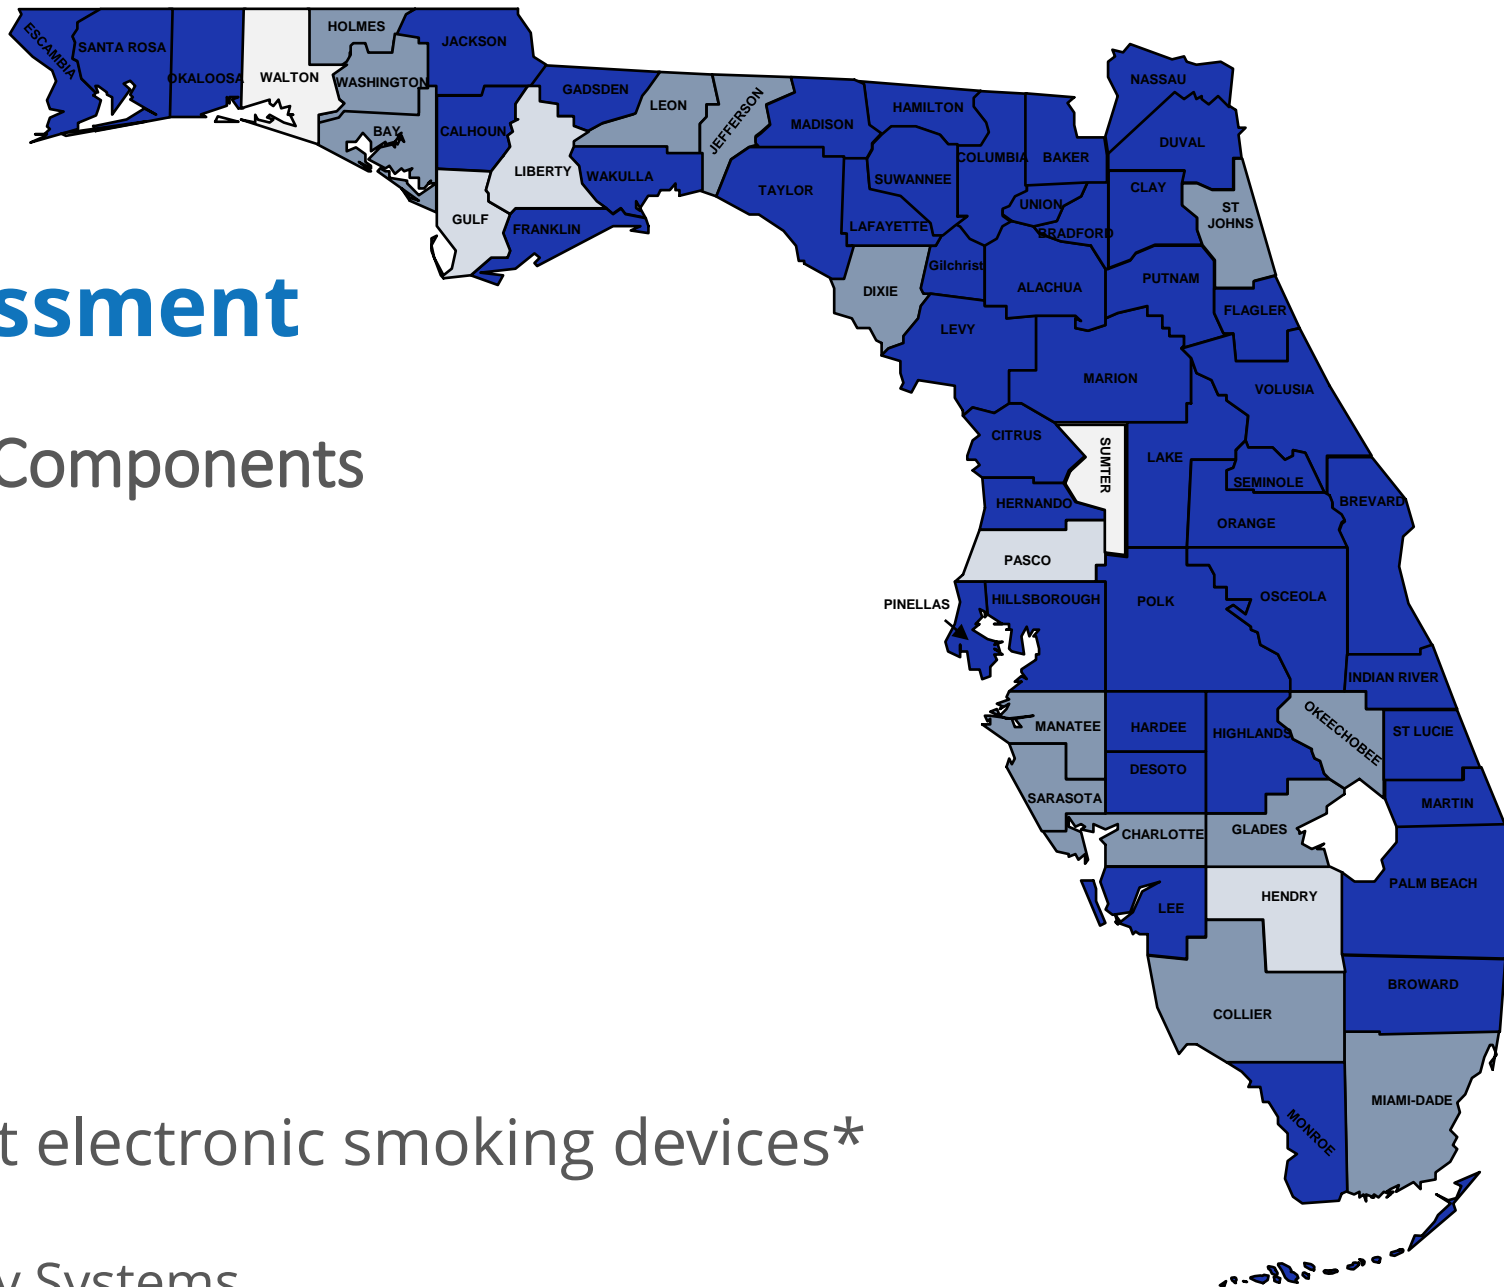 ssment
Components
t electronic smoking devices*
y Systems
ESCAMBIA
SANTA ROSA
OKALOOSA
WALTON
HOLMES
WASHINGTON
BAY
JACKSON
CALHOUN
GULF
GADSDEN
LIBERTY
FRANKLIN
LEON
WAKULLA
JEFFERSON
MADISON
TAYLOR
HAMILTON
SUWANNEE
LAFAYETTE
DIXIE
COLUMBIA
Gilchrist
BAKER
UNION
BRADFORD
ALACHUA
LEVY
NASSAU
DUVAL
CLAY
ST
JOHNS
PUTNAM
FLAGLER
MARION
VOLUSIA
CITRUS
SUMTER
LAKE
HERNANDO
SEMINOLE
ORANGE
BREVARD
PASCO
PINELLAS
HILLSBOROUGH
POLK
OSCEOLA
INDIAN RIVER
MANATEE
HARDEE
HIGHLANDS
OKEECHOBEE
ST LUCIE
DESOTO
SARASOTA
MARTIN
CHARLOTTE
GLADES
LEE
HENDRY
PALM BEACH
BROWARD
COLLIER
MIAMI-DADE
MONROE